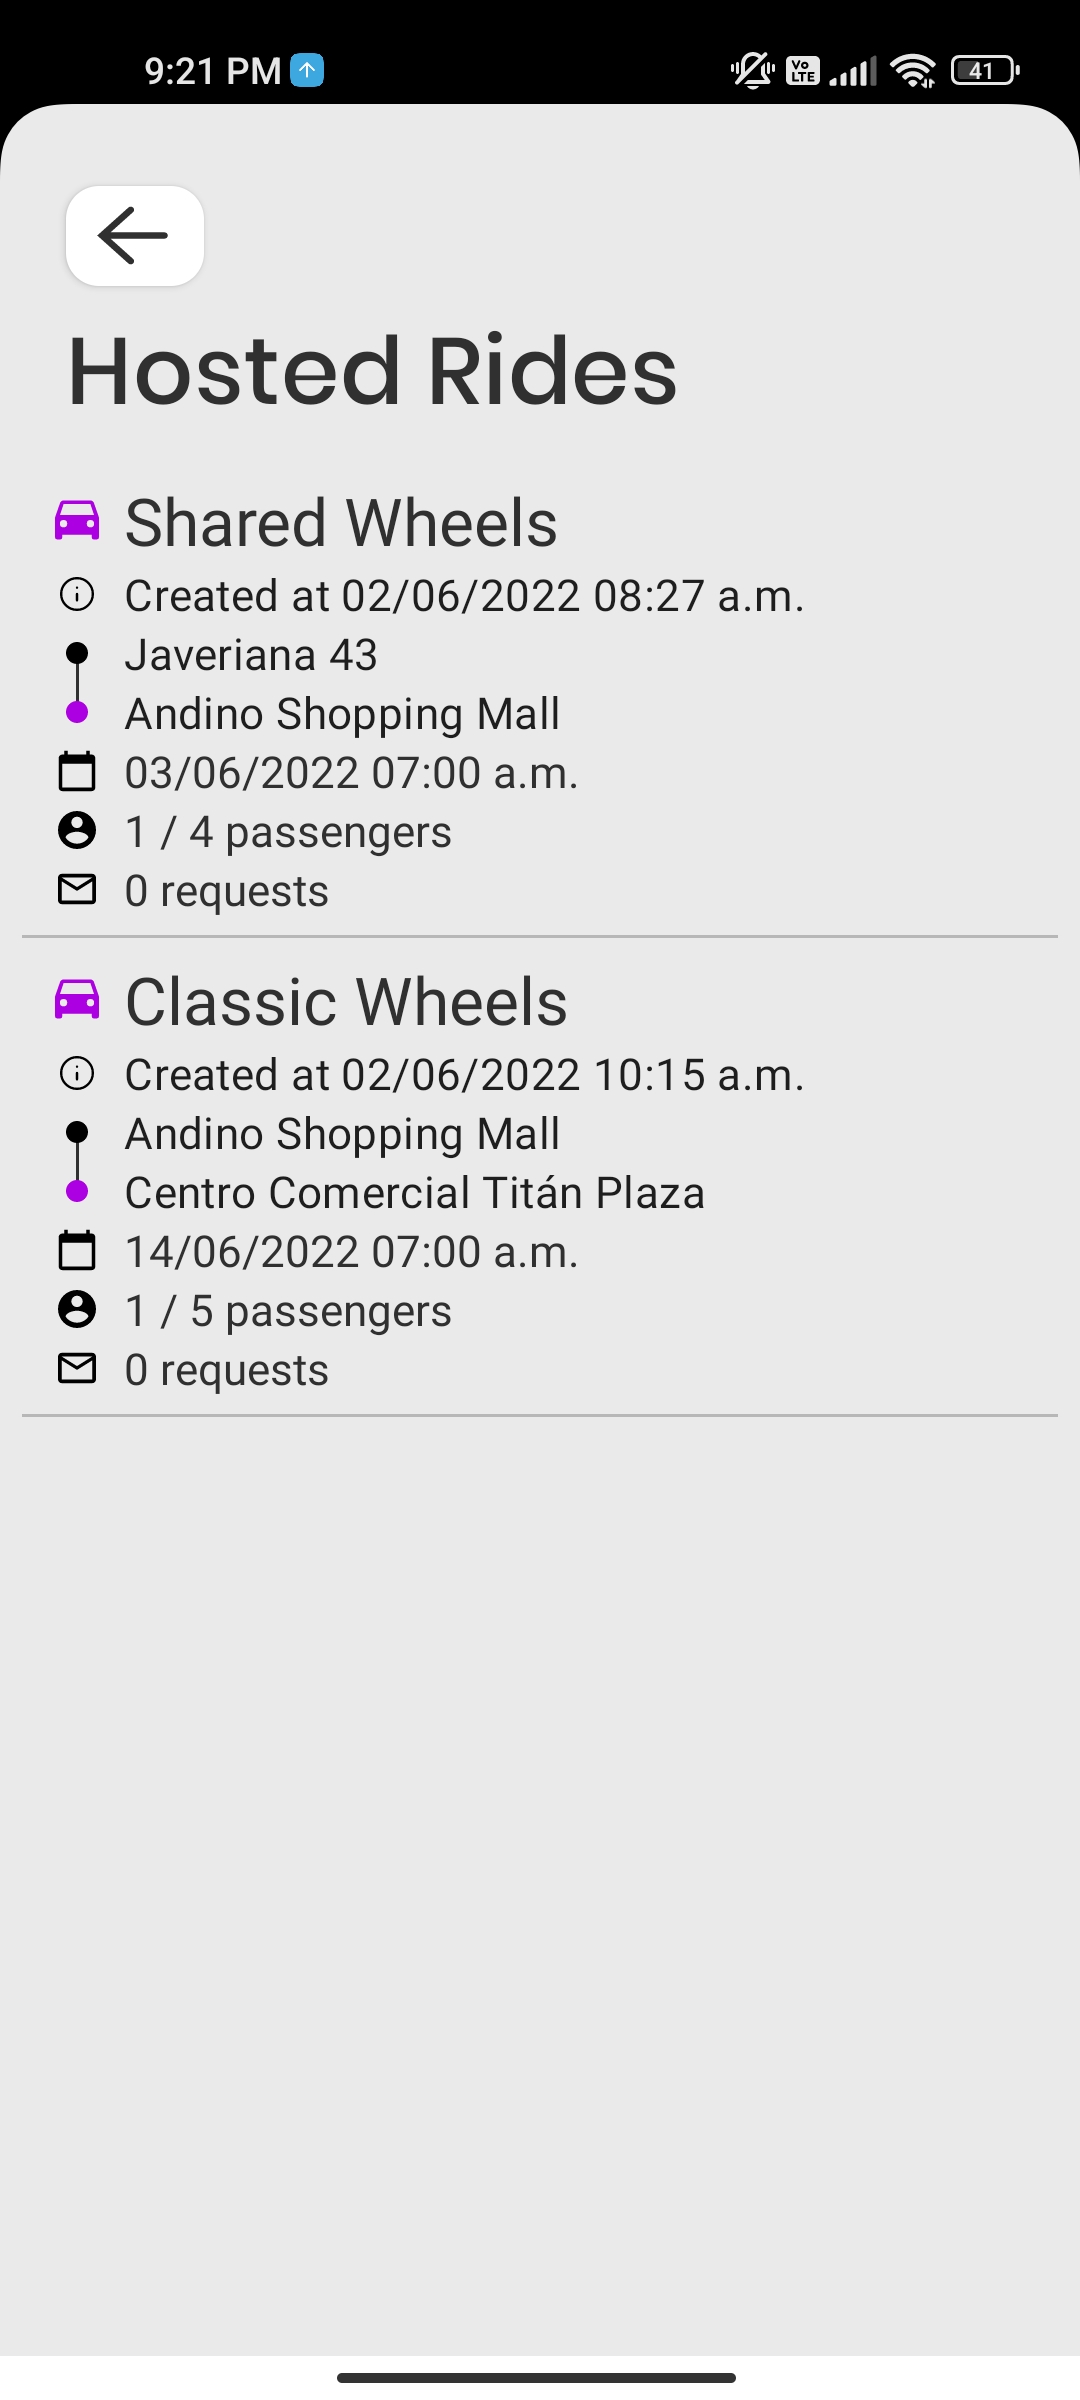 9:21 PM
Vo
LTE
41
Hosted Rides
Shared Wheels
Created at 02/06/2022 08:27 a.m.
Javeriana 43
Andino Shopping Mall
03/06/2022 07:00 a.m.
1 / 4 passengers
0 requests
Classic Wheels
Created at 02/06/2022 10:15 a.m.
Andino Shopping Mall
Centro Comercial Titán Plaza
14/06/2022 07:00 a.m.
1 / 5 passengers
0 requests